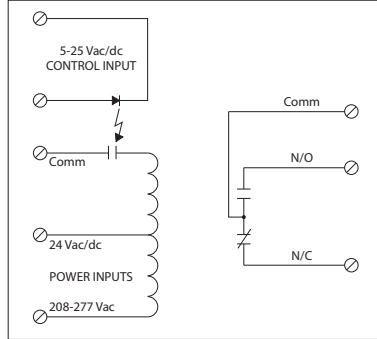 5-25 Vac/dc
CONTROL INPUT
Comm
Comm
N/O
24 Vac/dc
POWER INPUTS
N/C
208-277 Vac